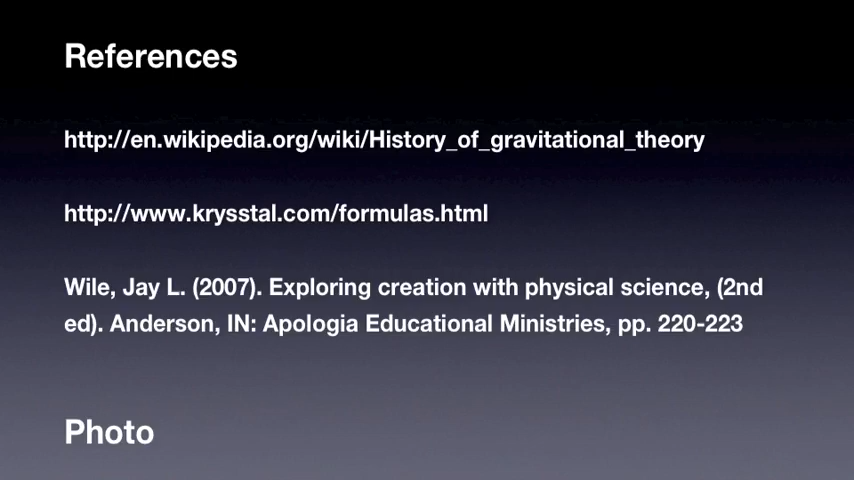 References
http://en.wikipedia.org/wiki/History_of_gravitational_theory
http://www.krysstal.com/formulas.html
Wile, Jay L. (2007). Exploring creation with physical science, (2nd
ed). Anderson, IN: Apologia Educational Ministries, pp. 220-223
Photo